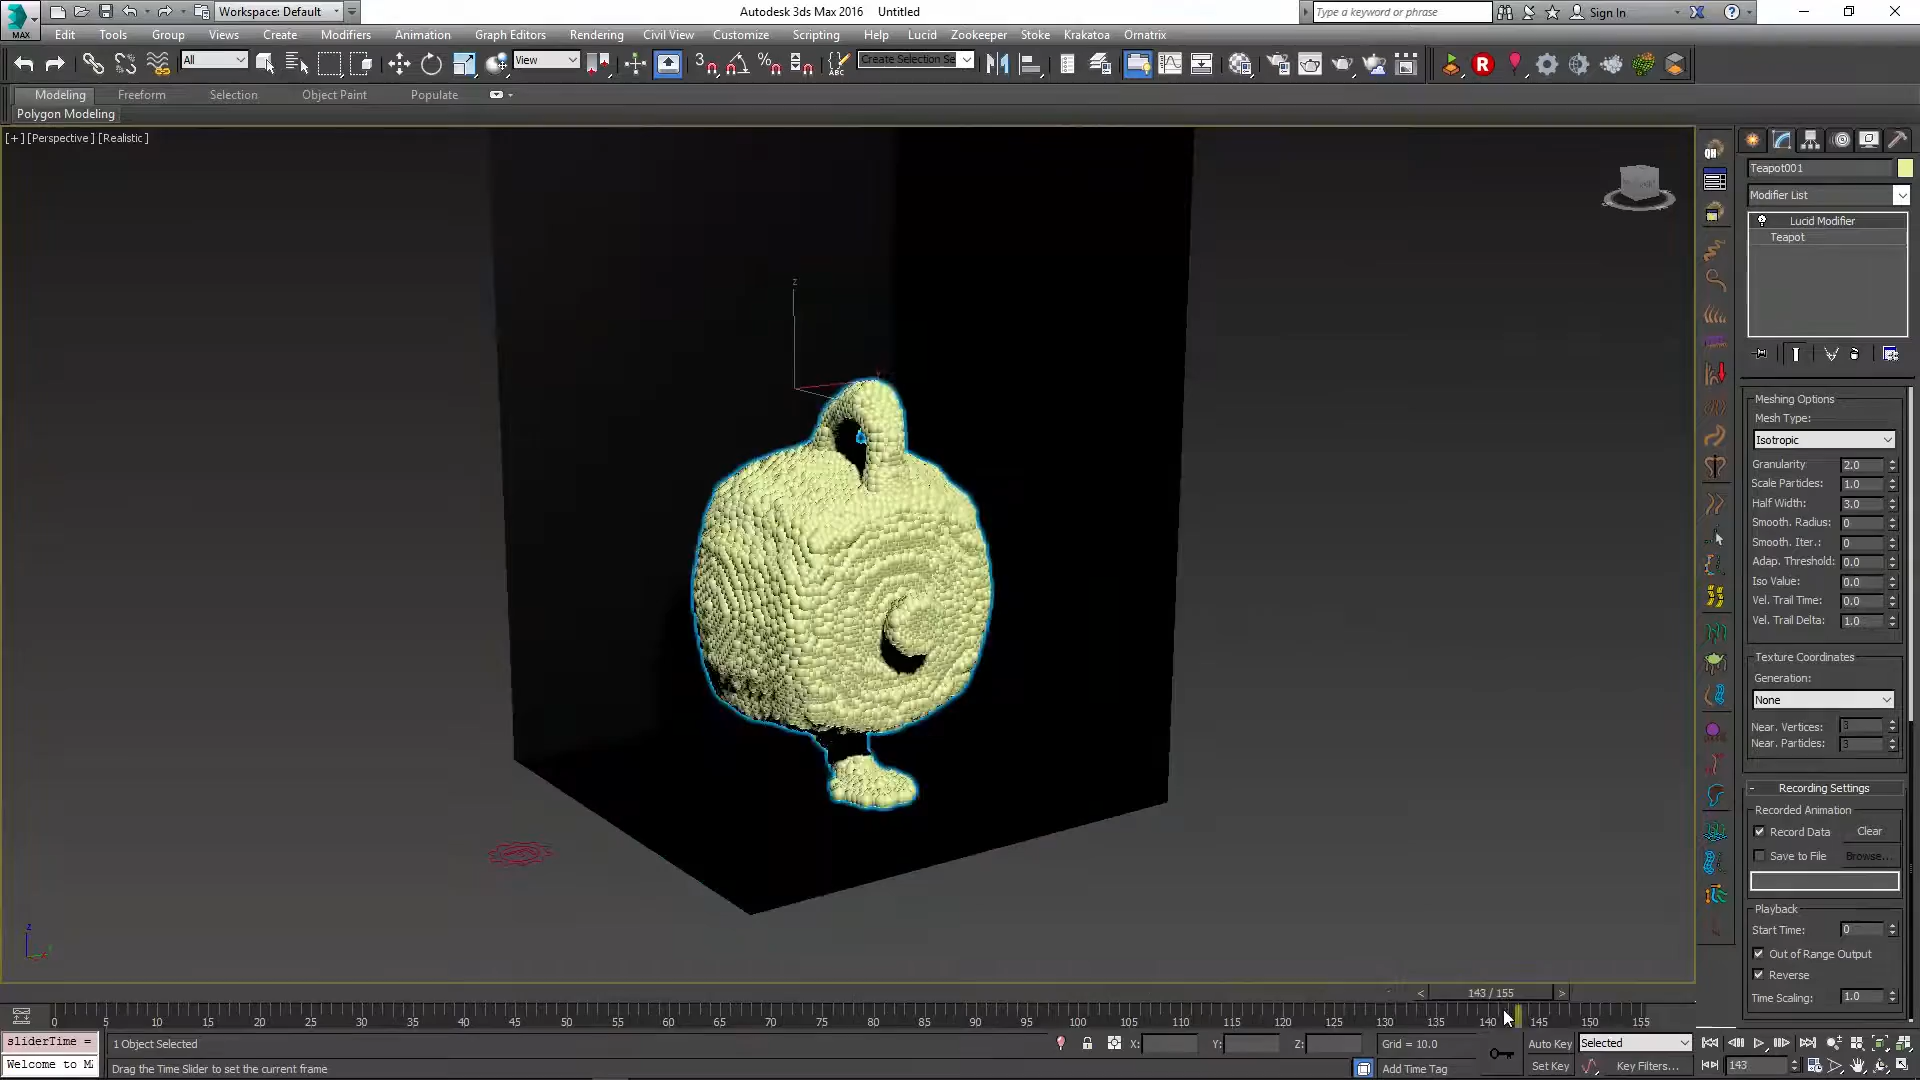 Workspace: Default
Autodesk 3ds Max 2016 Untitled
Type a keyword or phrase
Sign In
MAX
Edit Tools Group Views Create Modifiers Animation Graph Editors Rendering Civil View Customize Scripting Help Lucid Zookeeper Stoke Krakatoa Ornatrix
All
View
3
ABC
Create Selection Se
Modeling Freeform Selection Object Paint Populate
Polygon Modeling
[+] [Perspective] [Realistic]
QH
z
z
Teapot001
Modifier List
Lucid Modifier
Teapot
Meshing Options
Mesh Type:
Isotropic
Granularity 2.0
Scale Particles: 1.0
Half Width: 3.0
Smooth. Radius: 0
Smooth. Iter.: 0
Adap. Threshold: 0.0
Iso Value: 0.0
Vel. Trail Time: 0.0
Vel. Trail Delta: 1.0
Texture Coordinates
Generation:
None
Near. Vertices: 3
Near. Particles: 3
- Recording Settings
Recorded Animation
Record Data Clear
Save to File Browse...
Playback
Start Time: 0
Out of Range Output
Reverse
Time Scaling: 1.0
< 143 / 155 >
0 5 10 15 20 25 30 35 40 45 50 55 60 65 70 75 80 85 90 95 100 105 110 115 120 125 130 135 140 145 150 155
sliderTime =
1 Object Selected
X: Y: Z:
Grid = 10.0
Auto Key
Selected
Welcome to M
Drag the Time Slider to set the current frame
Add Time Tag
Set Key
Key Filters...
143